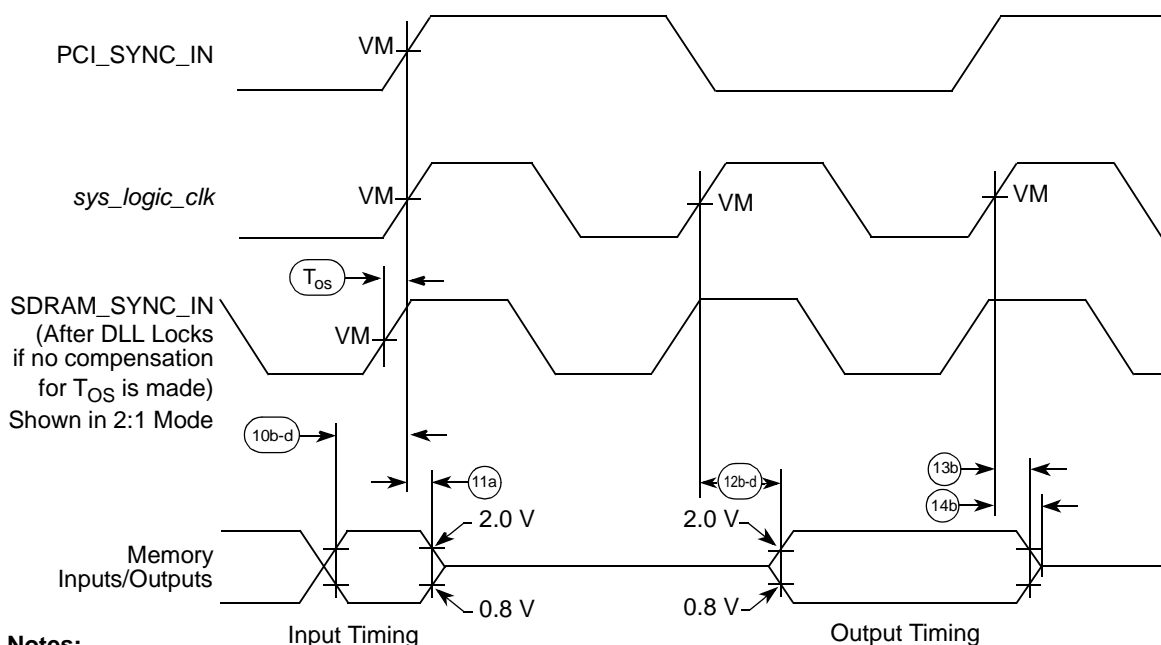 PCI_SYNC_IN
VM
sys_logic_clk
VM
VM
VM
Tos
SDRAM_SYNC_IN
(After DLL Locks
if no compensation
for TOS is made)
Shown in 2:1 Mode
VM
10b-d
11a
12b-d
13b
14b
2.0 V
2.0 V
Memory
Inputs/Outputs
0.8 V
0.8 V
Input Timing
Output Timing
Notes: